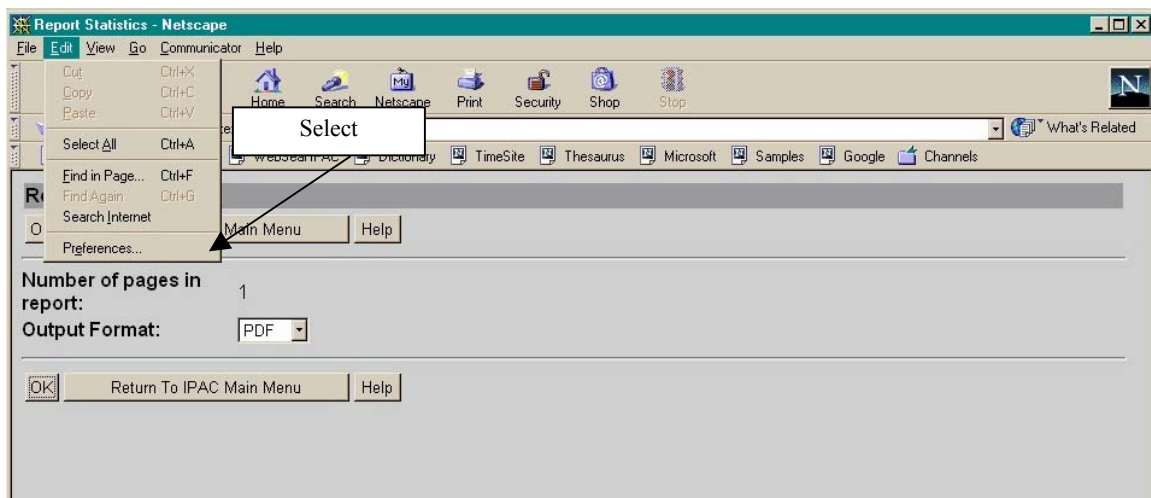 Report Statistics - Netscape
File Edit View Go Communicator Help
Cut Ctrl+X
Copy Ctrl+C
Paste Ctrl+V
Select All Ctrl+A
Find in Page... Ctrl+F
Find Again Ctrl+G
Search Internet
Preferences...
Home Search Netscape Print Security Shop Stop
My
N
Select
What's Related
Dictionary TimeSite Thesaurus Microsoft Samples Google Channels
Main Menu Help
Number of pages in
report: 1
Output Format: PDF
OK Return To IPAC Main Menu Help